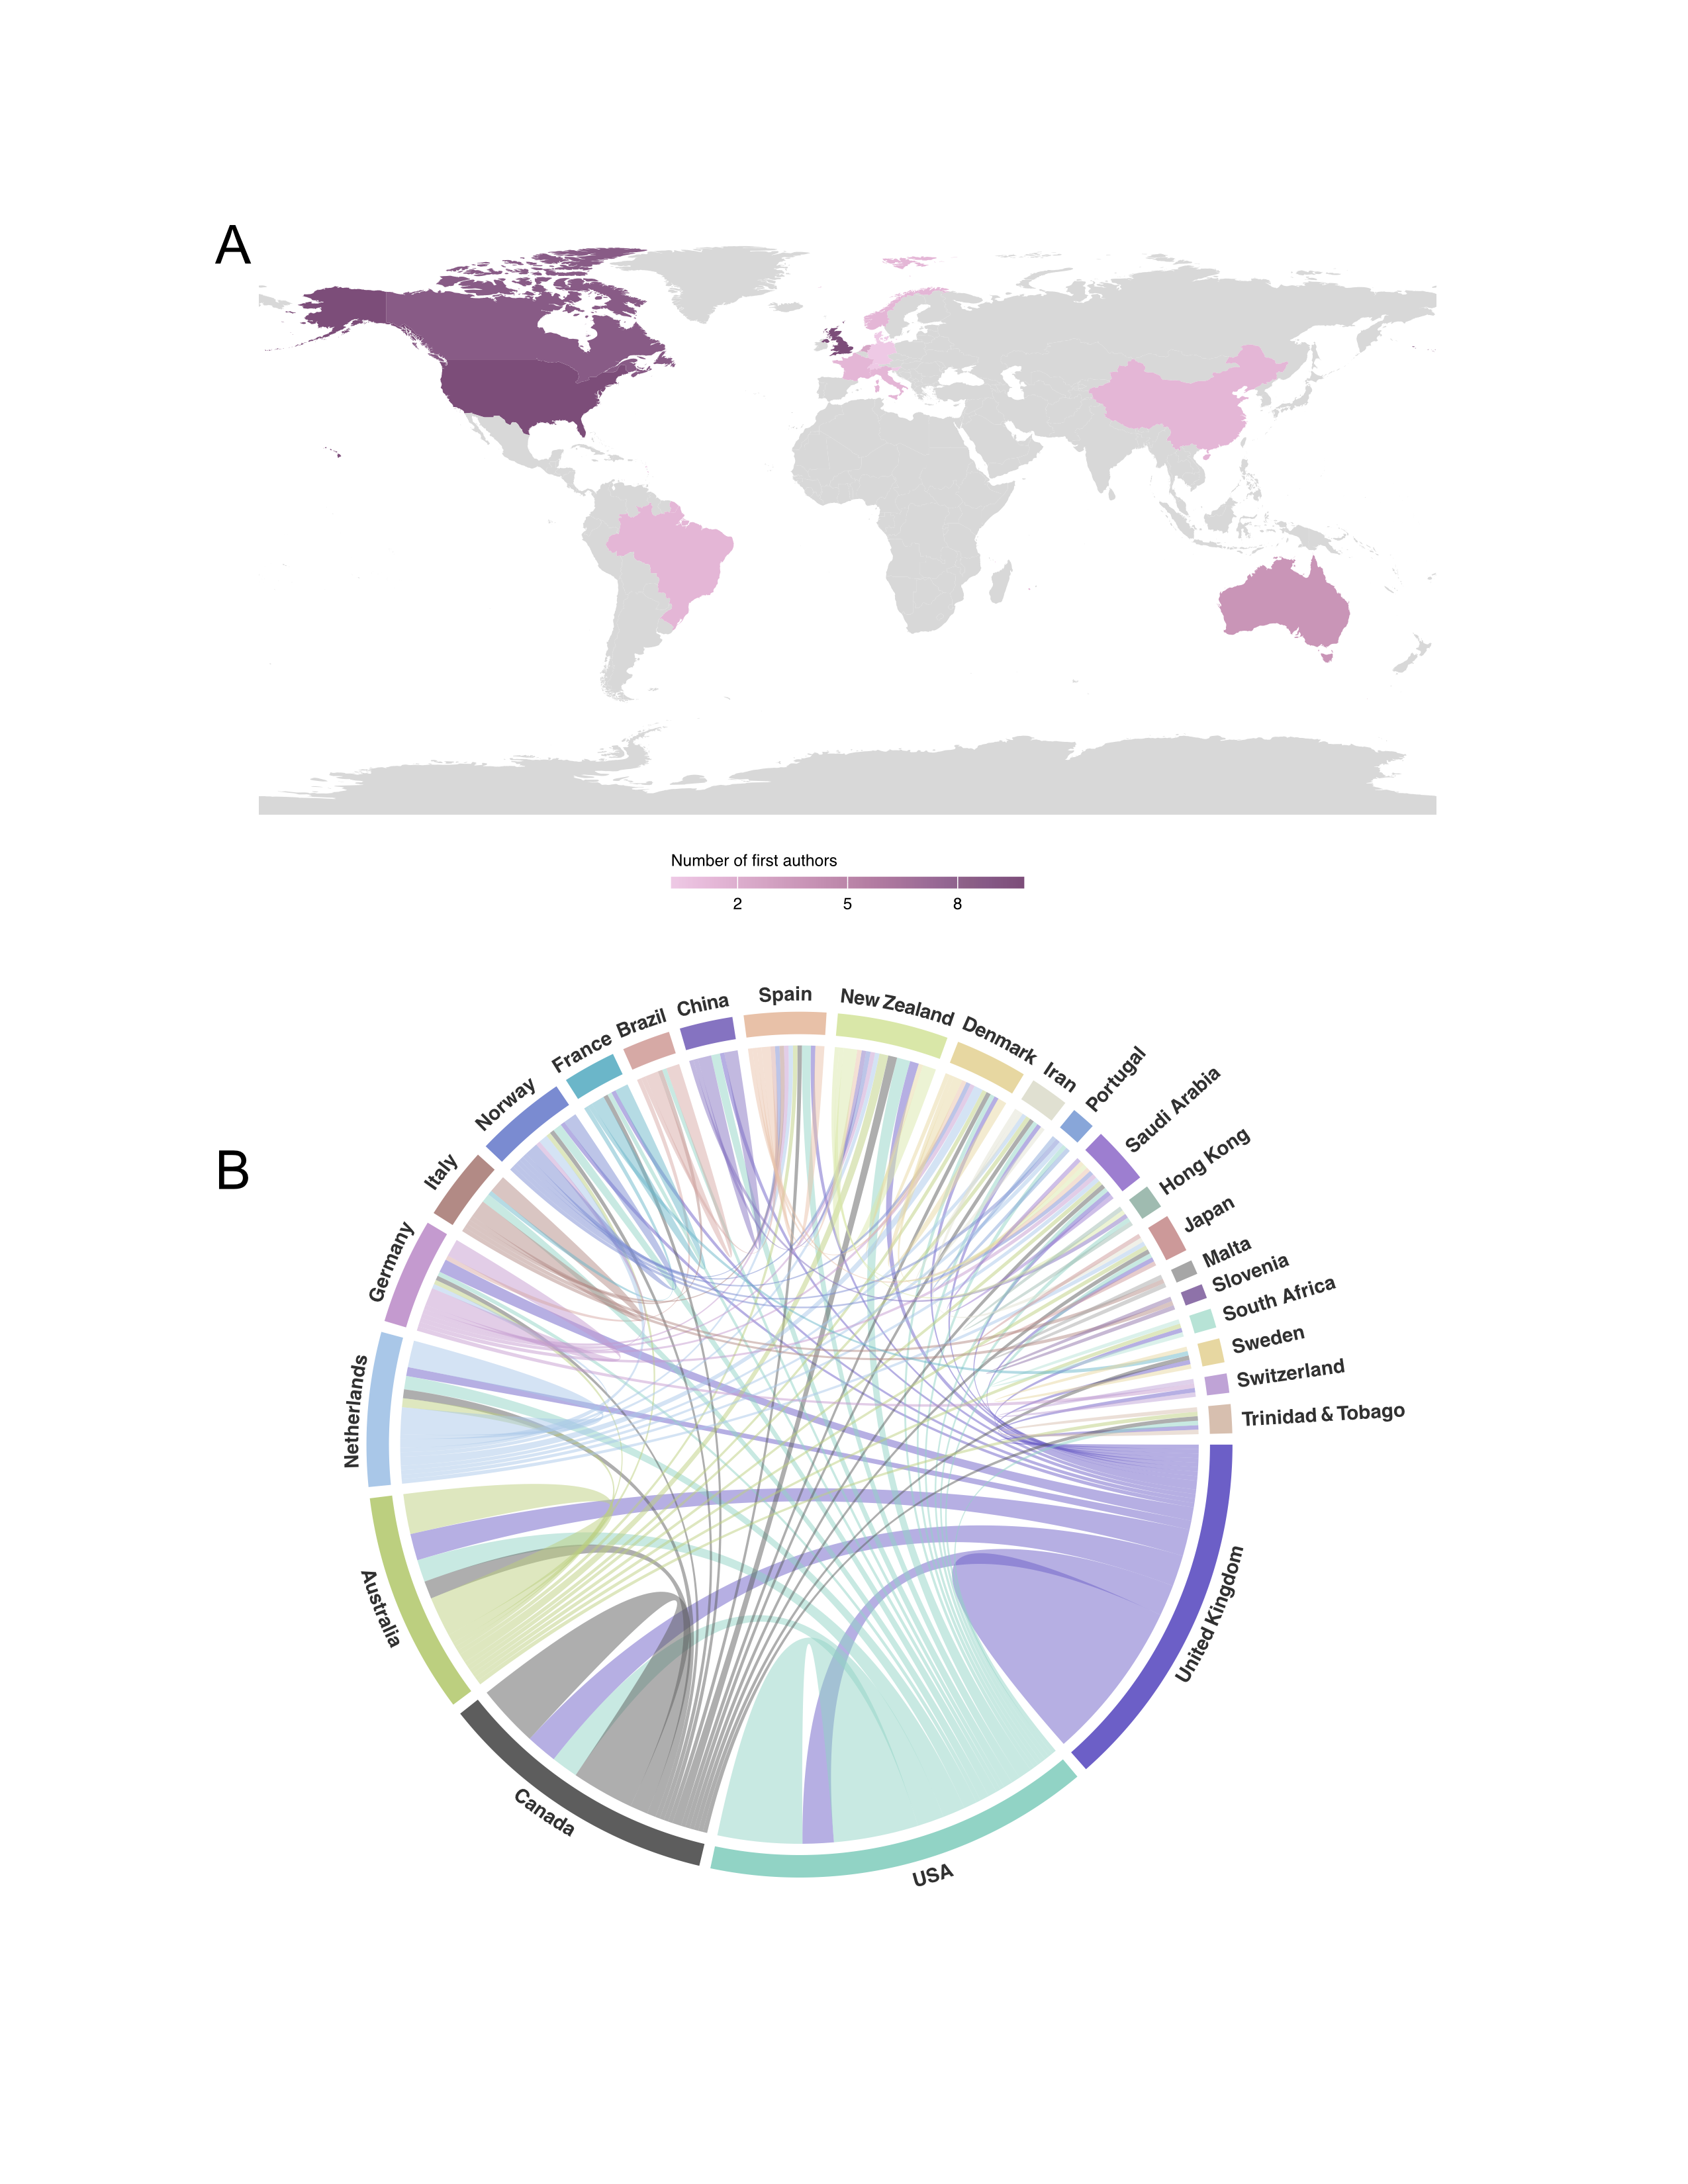 A
Number of first authors
2 5 8
B
Spain
New Zealand
China
Denmark
Brazil
France
Iran
Portugal
Norway
Saudi Arabia
Hong Kong
Italy
Japan
Malta
Germany
Slovenia
South Africa
Sweden
Netherlands
Switzerland
Trinidad & Tobago
Australia
United Kingdom
Canada
USA